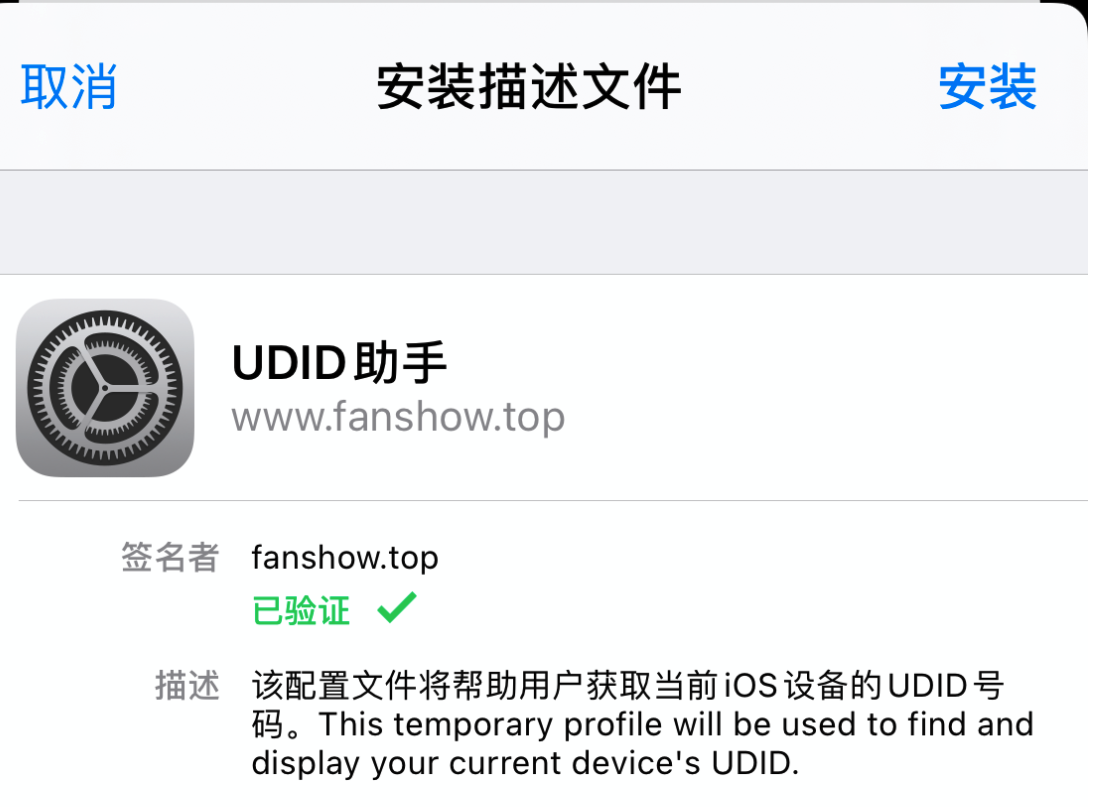 取消 安装描述文件 安装
UDID助手
www.fanshow.top
签名者 fanshow.top
已验证
描述 该配置文件将帮助用户获取当前iOS设备的UDID号
码。This temporary profile will be used to find and
display your current device's UDID.